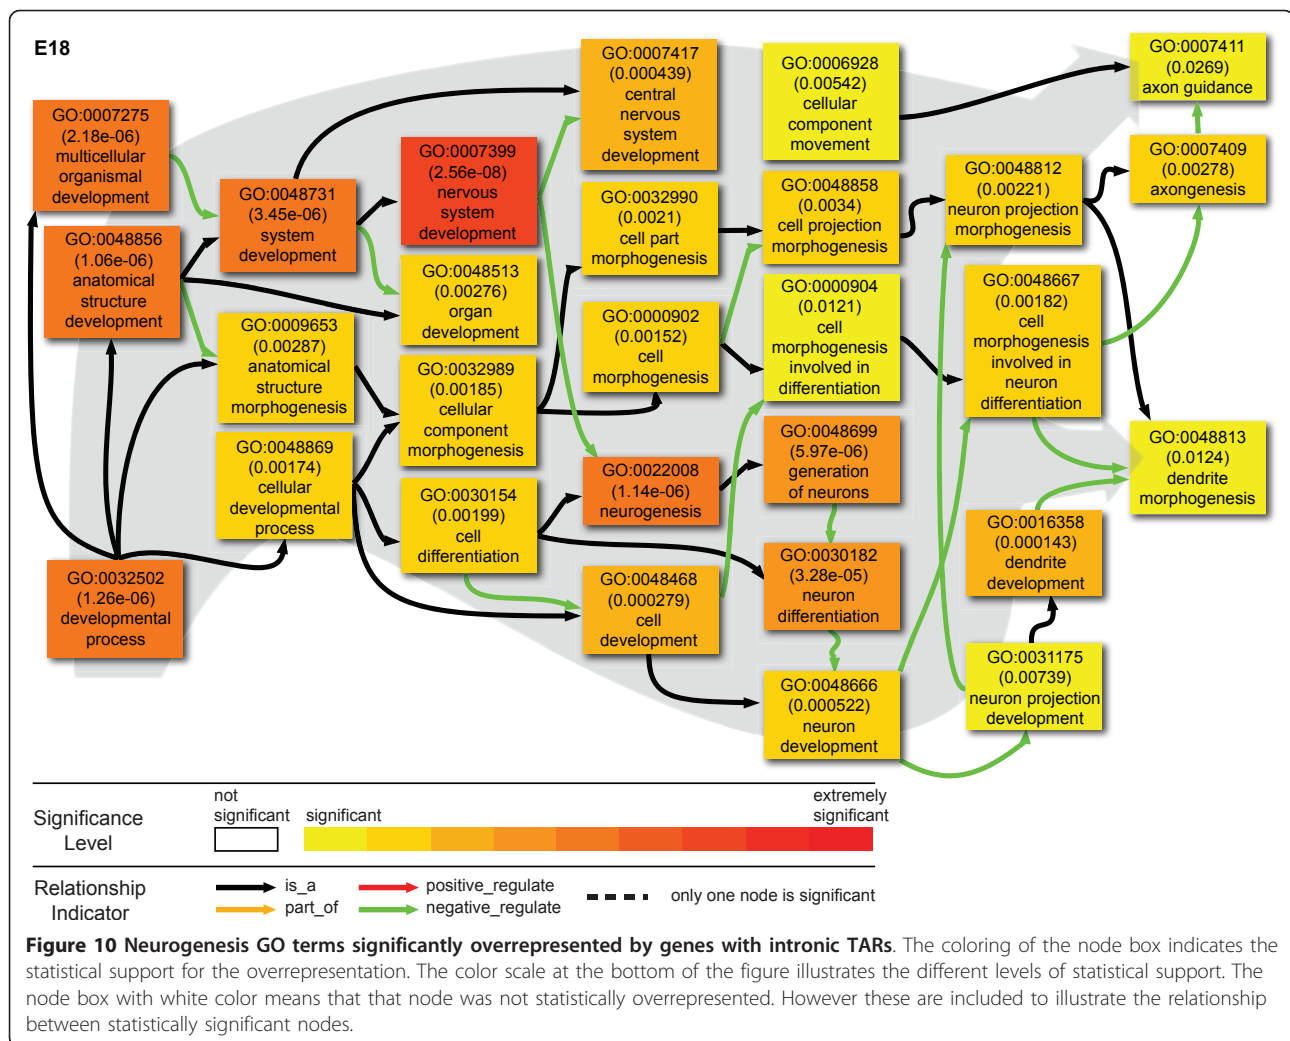 E18
GO:0007275
(2.18e-06)
multicellular
organismal
development
GO:0048856
(1.06e-06)
anatomical
structure
development
GO:0032502
(1.26e-06)
developmental
process
GO:0048731
(3.45e-06)
system
development
GO:0009653
(0.00287)
anatomical
structure
morphogenesis
GO:0048869
(0.00174)
cellular
developmental
process
GO:0007399
(2.56e-08)
nervous
system
development
GO:0048513
(0.00276)
organ
development
GO:0032989
(0.00185)
cellular
component
morphogenesis
GO:0030154
(0.00199)
cell
differentiation
GO:0007417
(0.000439)
central
nervous
system
development
GO:0032990
(0.0021)
cell part
morphogenesis
GO:0000902
(0.00152)
cell
morphogenesis
GO:0022008
(1.14e-06)
neurogenesis
GO:0048468
(0.000279)
cell
development
GO:0006928
(0.00542)
cellular
component
movement
GO:0048858
(0.0034)
cell projection
morphogenesis
GO:0000904
(0.0121)
cell
morphogenesis
involved in
differentiation
GO:0048699
(5.97e-06)
generation
of neurons
GO:0030182
(3.28e-05)
neuron
differentiation
GO:0048666
(0.000522)
neuron
development
GO:0048812
(0.00221)
neuron projection
morphogenesis
GO:0048667
(0.00182)
cell
morphogenesis
involved in
neuron
differentiation
GO:0016358
(0.000143)
dendrite
development
GO:0031175
(0.00739)
neuron projection
development
GO:0007411
(0.0269)
axon guidance
GO:0007409
(0.00278)
axongenesis
GO:0048813
(0.0124)
dendrite
morphogenesis
Significance
Level
not
significant
significant
extremely
significant
Relationship
Indicator
is_a
part_of
positive_regulate
negative_regulate
only one node is significant
Figure 10 Neurogenesis GO terms significantly overrepresented by genes with intronic TARs. The coloring of the node box indicates the
statistical support for the overrepresentation. The color scale at the bottom of the figure illustrates the different levels of statistical support. The
node box with white color means that that node was not statistically overrepresented. However these are included to illustrate the relationship
between statistically significant nodes.